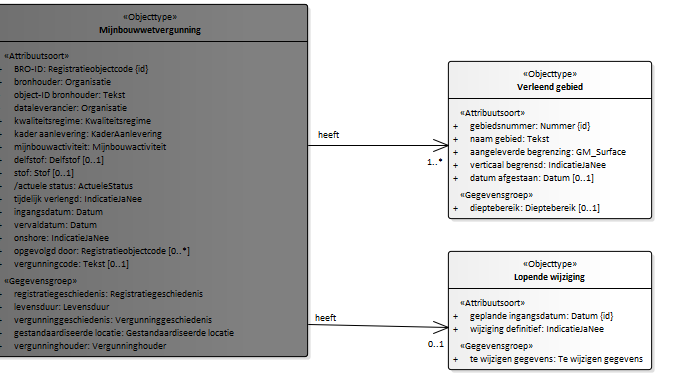 «Objecttype»
Mijnbouwwetvergunning
«Attribuutsoort»
- BRO-ID: Registratieobjectcode {id}
- bronhouder: Organisatie
object-ID bronhouder: Tekst
dataleverancier: Organisatie
- kwaliteitsregime: Kwaliteitsregime
- kader aanlevering: KaderAanlevering
- mijnbouwactiviteit: Mijnbouwactiviteit
- delfstof: Delfstof [0..1]
- stof: Stof [0..1]
- /actuele status: ActueleStatus
- tijdelijk verlengd: IndicatieJaNee
- ingangsdatum: Datum
- vervaldatum: Datum
- onshore: IndicatieJaNee
- opgevolgd door: Registratieobjectcode [0..*]
- vergunningcode: Tekst [0..1]
«Gegevensgroep»
- registratiegeschiedenis: Registratiegeschiedenis
- levensduur: Levensduur
- vergunninggeschiedenis: Vergunninggeschiedenis
- gestandaardiseerde locatie: Gestandaardiseerde locatie
- vergunninghouder: Vergunninghouder
heeft
1..*
heeft
0..1
«Objecttype»
Verleend gebied
«Attribuutsoort»
+ gebiedsnummer: Nummer {id}
+ naam gebied: Tekst
+ aangeleverde begrenzing: GM_Surface
+ verticaal begrensd: IndicatieJaNee
+ datum afgestaan: Datum [0..1]
«Gegevensgroep»
+ dieptebereik: Dieptebereik [0..1]
«Objecttype»
Lopende wijziging
«Attribuutsoort»
+ geplande ingangsdatum: Datum {id}
+ wijziging definitief: IndicatieJaNee
«Gegevensgroep»
+ te wijzigen gegevens: Te wijzigen gegevens